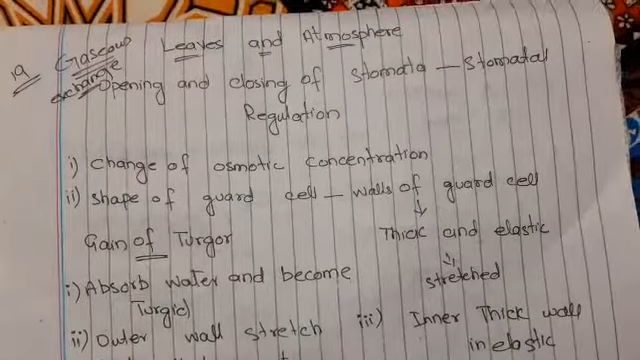 19 Gaseous exchange Leaves and Atmosphere
Opening and closing of Stomata — Stomatal
Regulation
i) change of osmotic concentration
ii) shape of guard cell — walls of guard cell
↓
Gain of Turgor Thick and elastic
↓
i) Absorb water and become stretched
Turgid
ii) Outer wall stretch iii) Inner Thick wall
in elastic